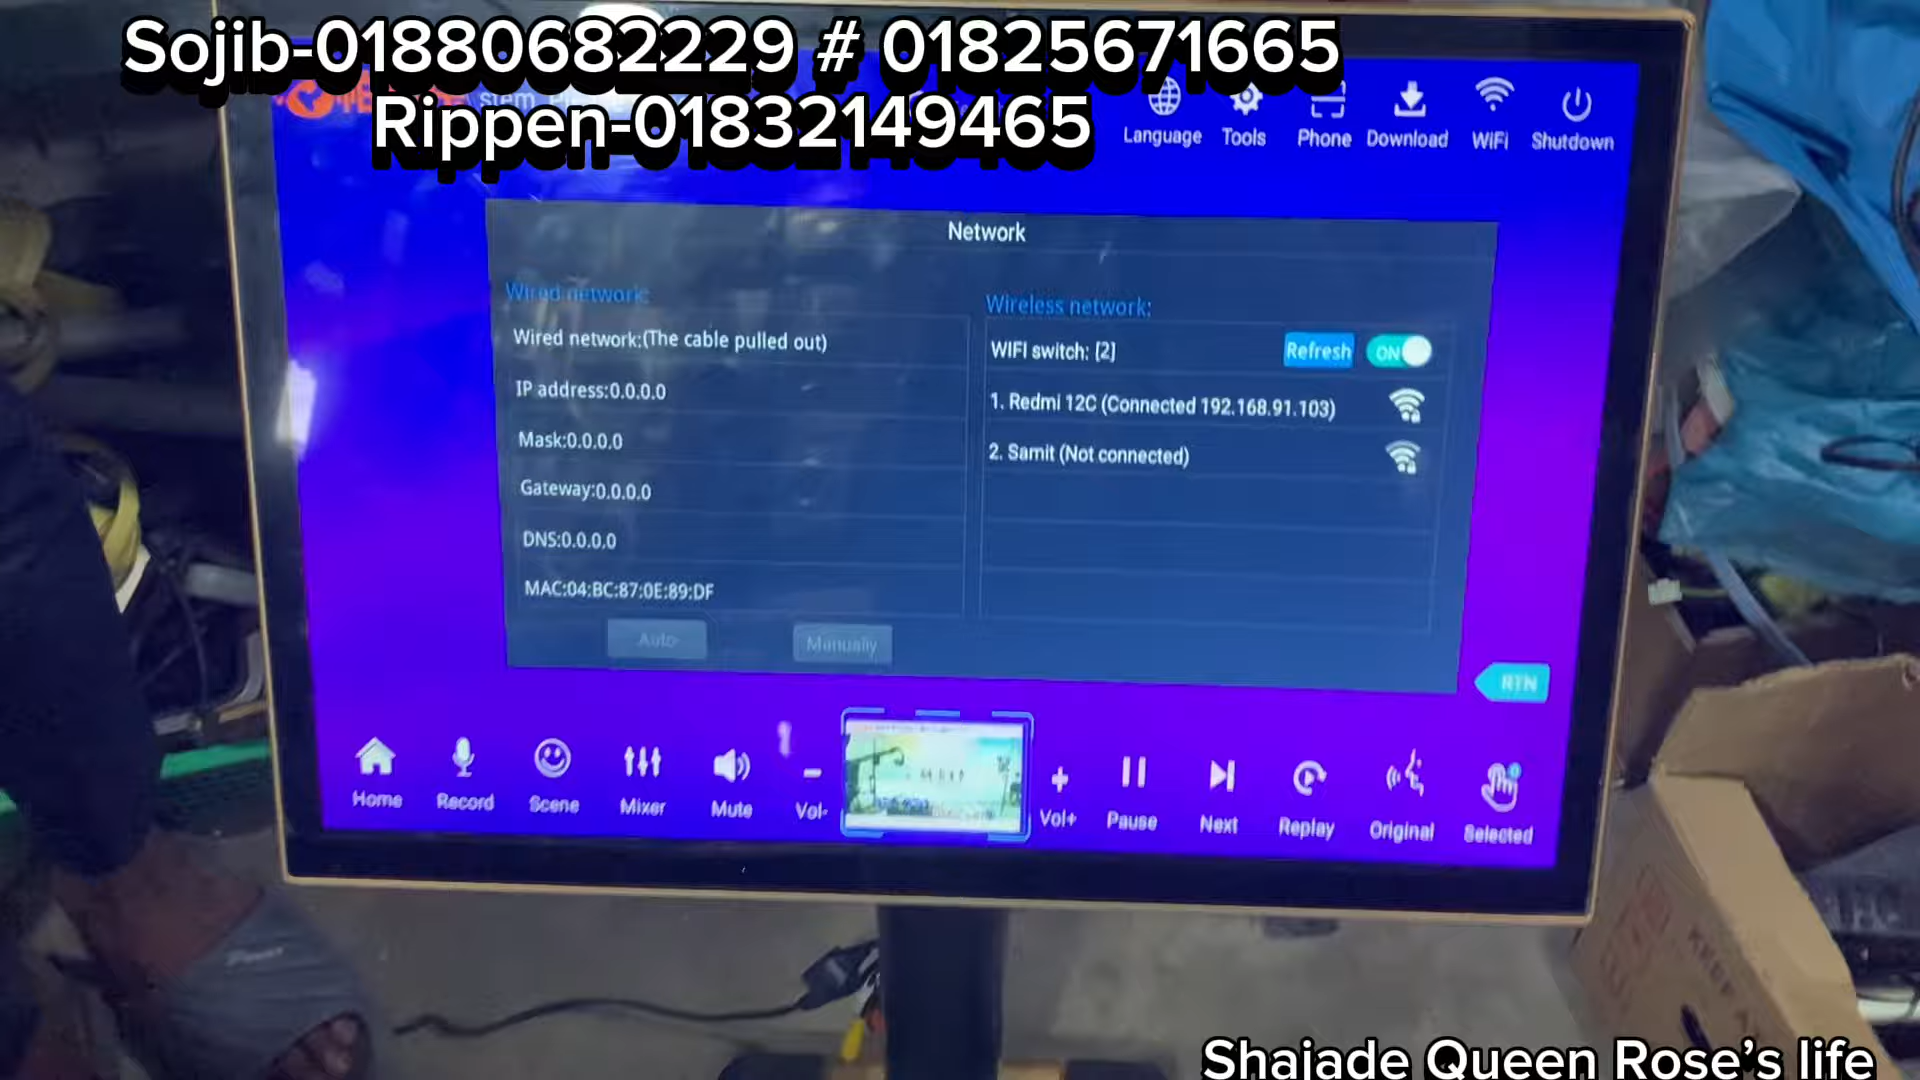 Sojib-01880682229 # 01825671665
Rippen-01832149465
Language
Tools
Phone
Download
WiFi
Shutdown
Network
Wired network:
Wired network:(The cable pulled out)
IP address:0.0.0.0
Mask:0.0.0.0
Gateway:0.0.0.0
DNS:0.0.0.0
MAC:04:BC:87:0E:89:DF
Auto
Manually
Wireless network:
WIFI switch: [2]
Refresh
ON
1. Redmi 12C (Connected 192.168.91.103)
2. Samit (Not connected)
RTN
Home
Record
Scene
Mixer
Mute
Vol-
Vol+
Pause
Next
Replay
Original
Selected
Shajade Queen Rose’s life